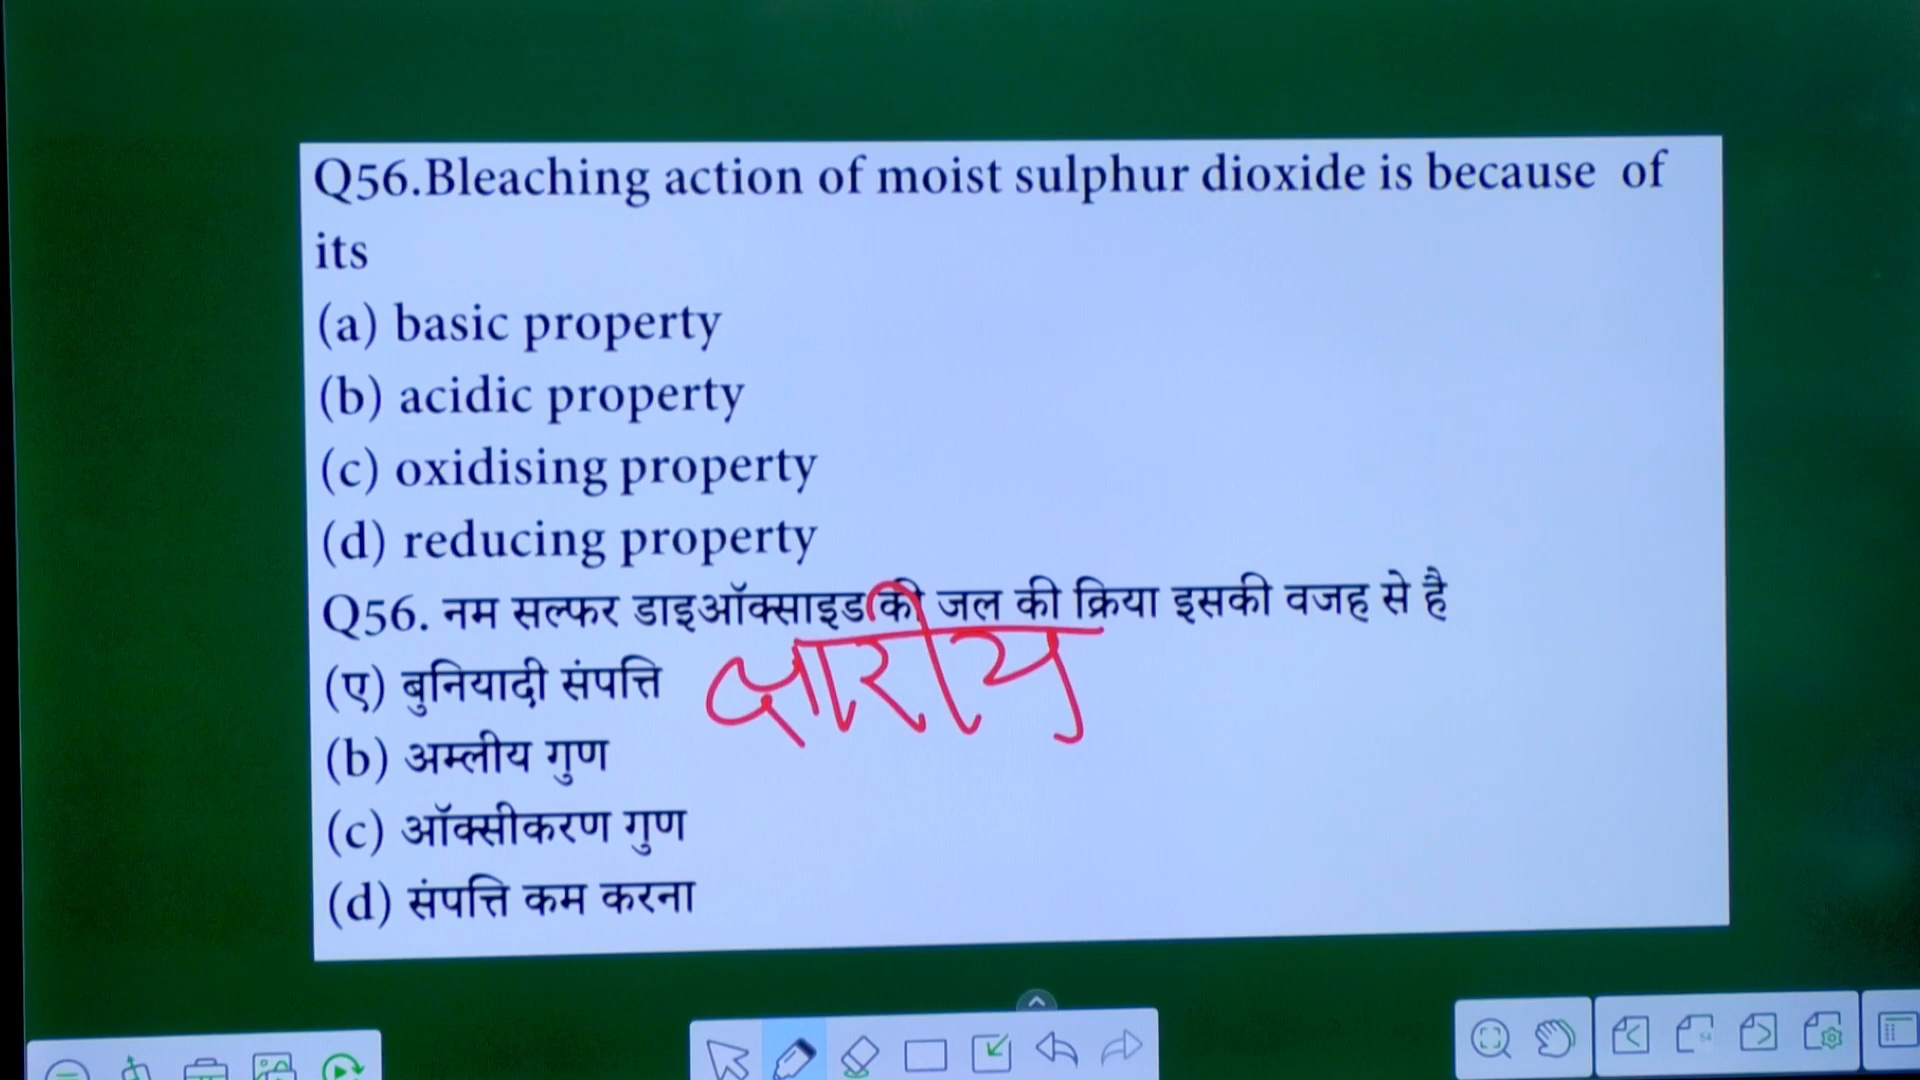 Q56.Bleaching action of moist sulphur dioxide is because of
its
(a) basic property
(b) acidic property
(c) oxidising property
(d) reducing property
Q56. नम सल्फर डाइऑक्साइड की जल की क्रिया इसकी वजह से है
(ए) बुनियादी संपत्ति
क्षारीय
(b) अम्लीय गुण
(c) ऑक्सीकरण गुण
(d) संपत्ति कम करना